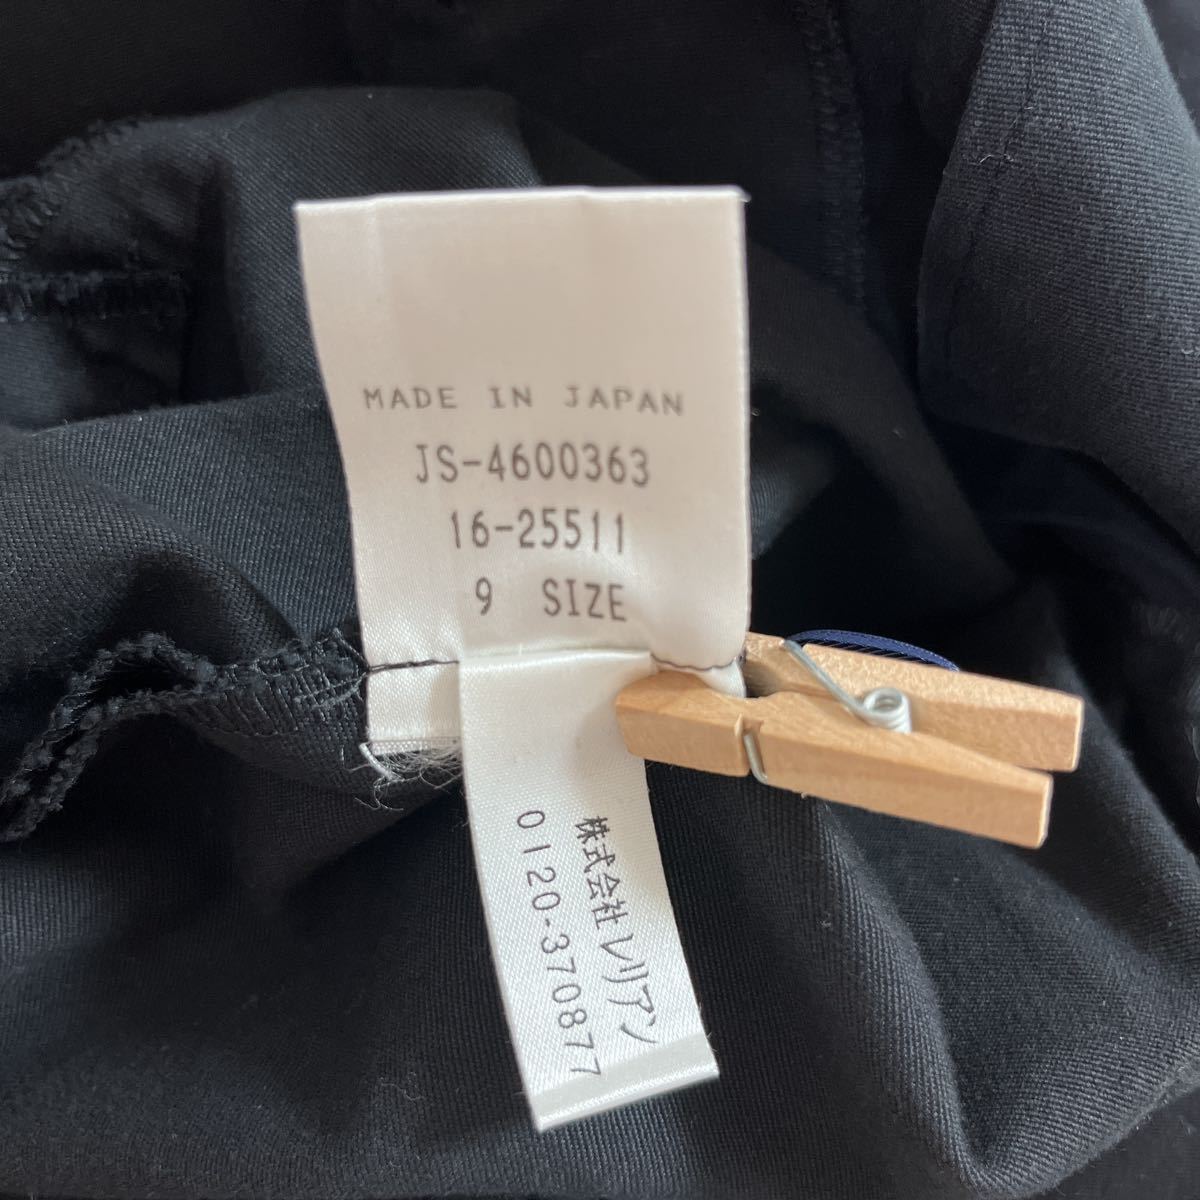 MADE IN JAPAN
JS-4600363
16-25511
9 SIZE
株式会社レリアン
0120-370877